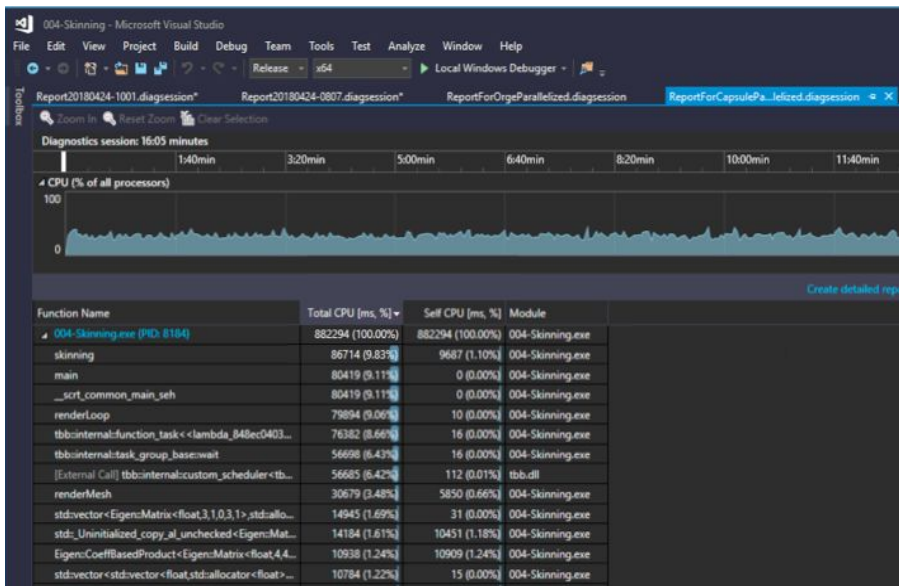 004-Skinning - Microsoft Visual Studio
File Edit View Project Build Debug Team Tools Test Analyze Window Help
Release x64 Local Windows Debugger
Toolbox
Report20180424-1001.diagsession* Report20180424-0807.diagsession* ReportForOrgeParallelized.diagsession ReportForCapsulePa...lelized.diagsession
Zoom In Reset Zoom Clear Selection
Diagnostics session: 16:05 minutes
1:40min 3:20min 5:00min 6:40min 8:20min 10:00min 11:40min
CPU (% of all processors)
100
0
Create detailed rep
Function Name Total CPU [ms, %] Self CPU [ms, %] Module
004-Skinning.exe (PID: 8184) 882294 (100.00%) 882294 (100.00%) 004-Skinning.exe
skinning 86714 (9.83%) 9687 (1.10%) 004-Skinning.exe
main 80419 (9.11%) 0 (0.00%) 004-Skinning.exe
__scrt_common_main_seh 80419 (9.11%) 0 (0.00%) 004-Skinning.exe
renderLoop 79894 (9.06%) 10 (0.00%) 004-Skinning.exe
tbb::internal::function_task<<lambda_848ec0403... 76382 (8.66%) 16 (0.00%) 004-Skinning.exe
tbb::internal::task_group_base::wait 56698 (6.43%) 16 (0.00%) 004-Skinning.exe
[External Call] tbb::internal::custom_scheduler<tb... 56685 (6.42%) 112 (0.01%) tbb.dll
renderMesh 30679 (3.48%) 5850 (0.66%) 004-Skinning.exe
std::vector<Eigen::Matrix<float,3,1,0,3,1>,std::allo... 14945 (1.69%) 31 (0.00%) 004-Skinning.exe
std::_Uninitialized_copy_al_unchecked<Eigen::Mat... 14184 (1.61%) 10451 (1.18%) 004-Skinning.exe
Eigen::CoeffBasedProduct<Eigen::Matrix<float,4,4... 10938 (1.24%) 10909 (1.24%) 004-Skinning.exe
std::vector<std::vector<float,std::allocator<float>... 10784 (1.22%) 15 (0.00%) 004-Skinning.exe